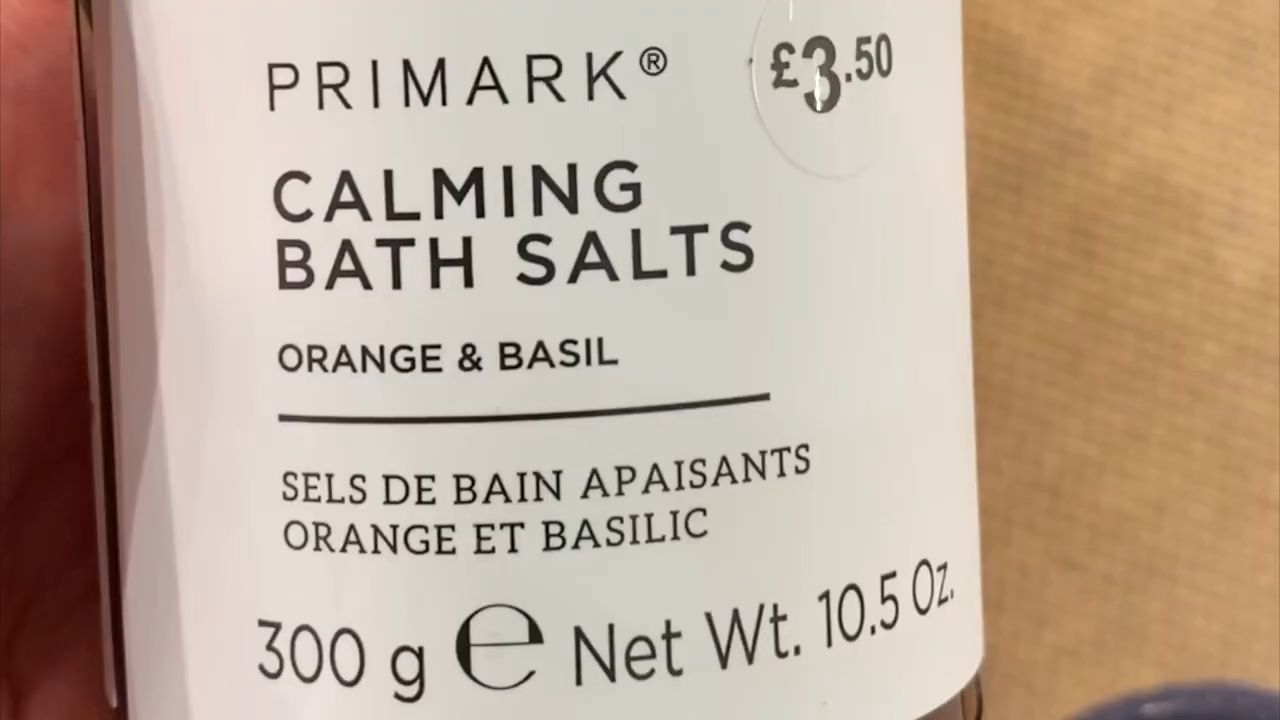 PRIMARK®
£3.50
CALMING
BATH SALTS
ORANGE & BASIL
SELS DE BAIN APAISANTS
ORANGE ET BASILIC
300 g ℮ Net Wt. 10.5 Oz.